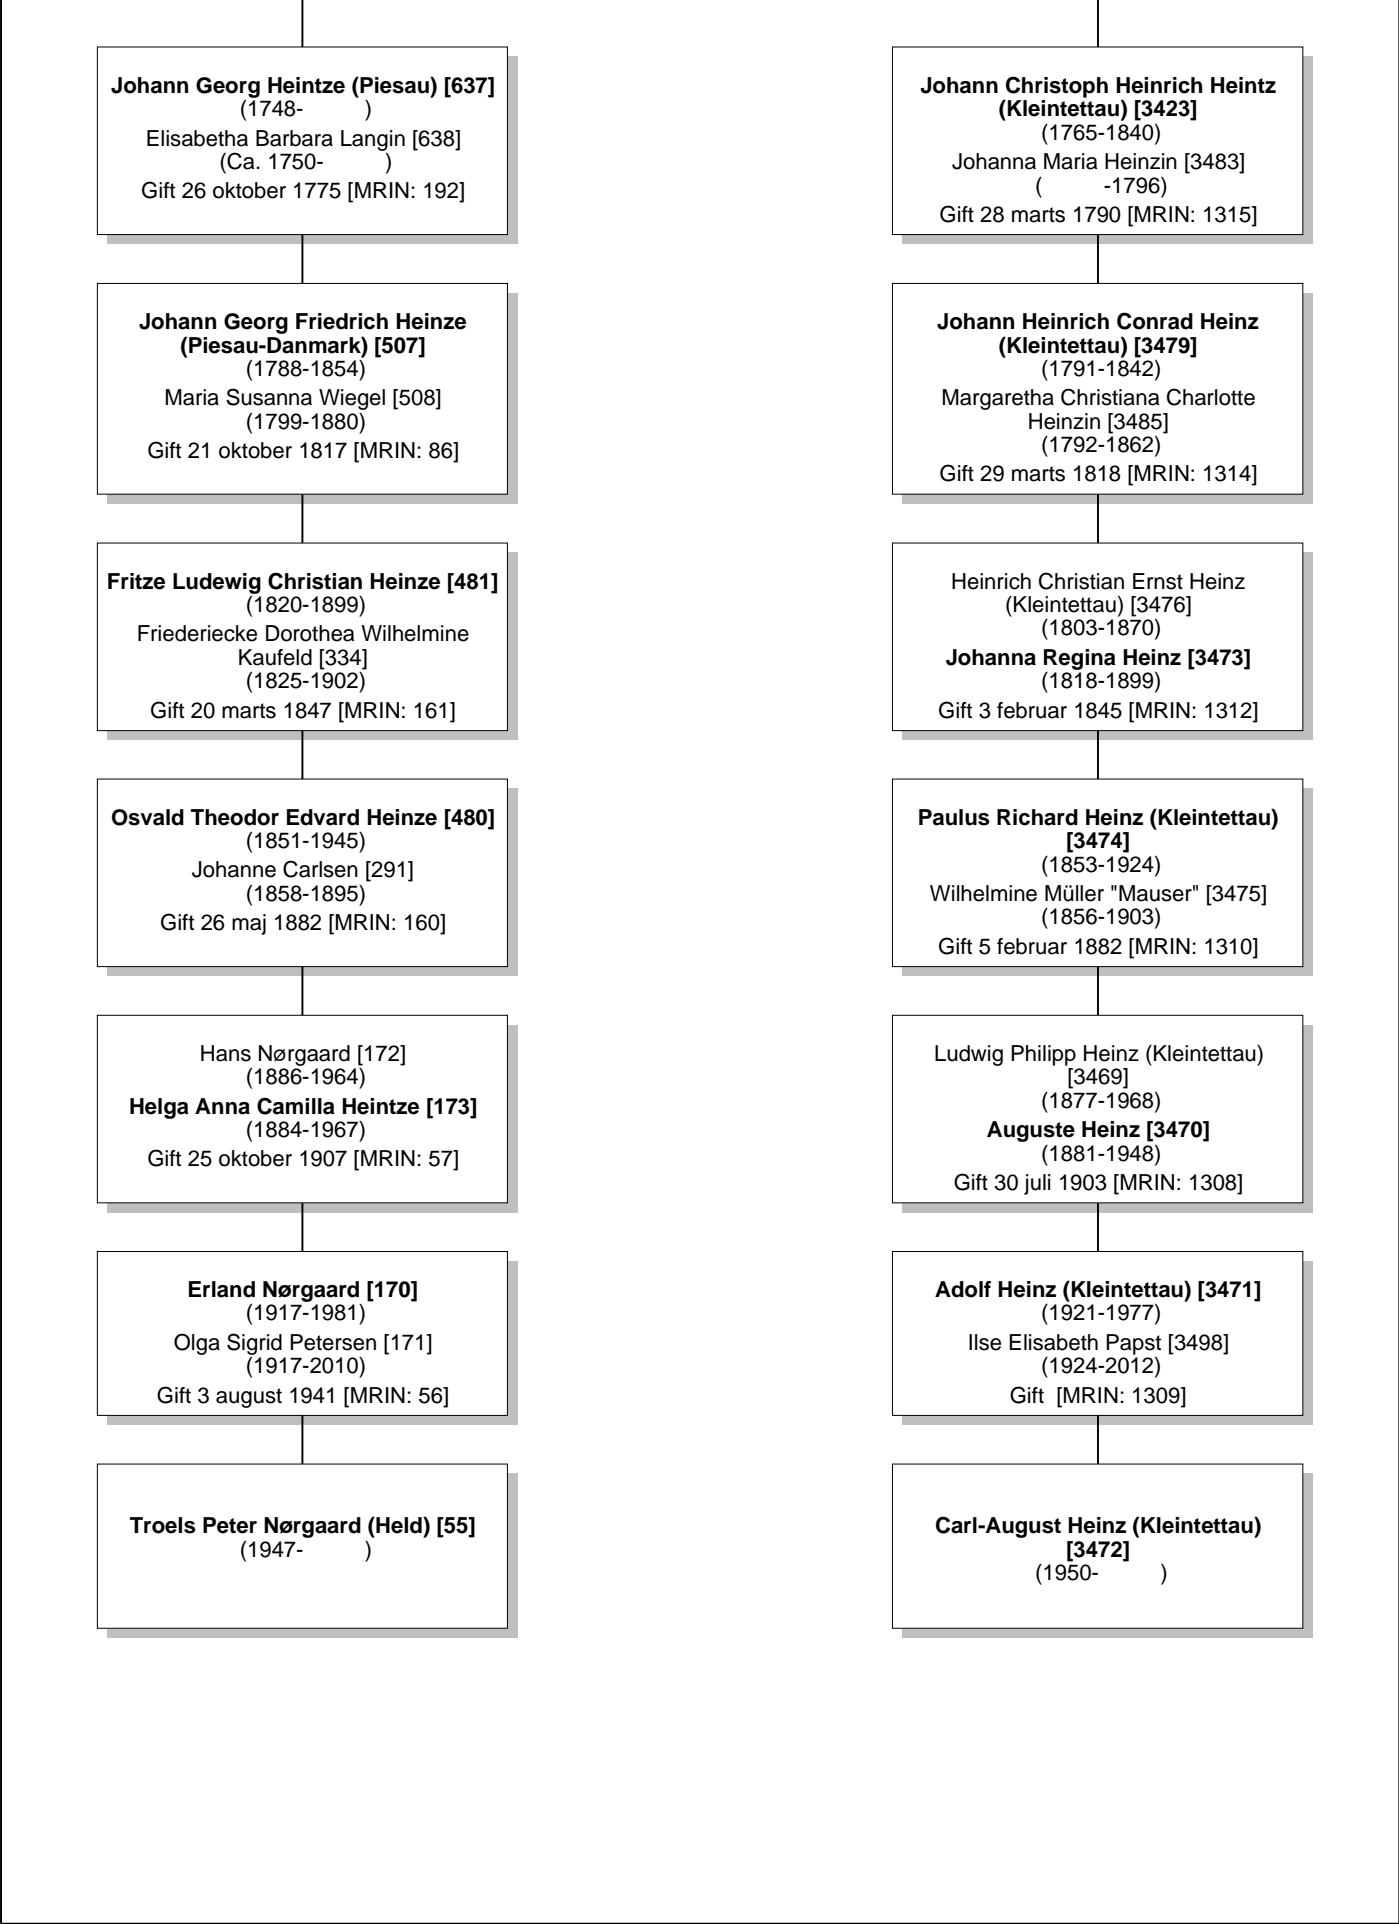 Johann Georg Heintze (Piesau) [637]
(1748- )
Elisabetha Barbara Langin [638]
(Ca. 1750- )
Gift 26 oktober 1775 [MRIN: 192]
Johann Georg Friedrich Heinze
(Piesau-Danmark) [507]
(1788-1854)
Maria Susanna Wiegel [508]
(1799-1880)
Gift 21 oktober 1817 [MRIN: 86]
Fritze Ludewig Christian Heinze [481]
(1820-1899)
Friederiecke Dorothea Wilhelmine
Kaufeld [334]
(1825-1902)
Gift 20 marts 1847 [MRIN: 161]
Osvald Theodor Edvard Heinze [480]
(1851-1945)
Johanne Carlsen [291]
(1858-1895)
Gift 26 maj 1882 [MRIN: 160]
Hans Nørgaard [172]
(1886-1964)
Helga Anna Camilla Heintze [173]
(1884-1967)
Gift 25 oktober 1907 [MRIN: 57]
Erland Nørgaard [170]
(1917-1981)
Olga Sigrid Petersen [171]
(1917-2010)
Gift 3 august 1941 [MRIN: 56]
Troels Peter Nørgaard (Held) [55]
(1947- )
Johann Christoph Heinrich Heintz
(Kleintettau) [3423]
(1765-1840)
Johanna Maria Heinzin [3483]
( -1796)
Gift 28 marts 1790 [MRIN: 1315]
Johann Heinrich Conrad Heinz
(Kleintettau) [3479]
(1791-1842)
Margaretha Christiana Charlotte
Heinzin [3485]
(1792-1862)
Gift 29 marts 1818 [MRIN: 1314]
Heinrich Christian Ernst Heinz
(Kleintettau) [3476]
(1803-1870)
Johanna Regina Heinz [3473]
(1818-1899)
Gift 3 februar 1845 [MRIN: 1312]
Paulus Richard Heinz (Kleintettau)
[3474]
(1853-1924)
Wilhelmine Müller "Mauser" [3475]
(1856-1903)
Gift 5 februar 1882 [MRIN: 1310]
Ludwig Philipp Heinz (Kleintettau)
[3469]
(1877-1968)
Auguste Heinz [3470]
(1881-1948)
Gift 30 juli 1903 [MRIN: 1308]
Adolf Heinz (Kleintettau) [3471]
(1921-1977)
Ilse Elisabeth Papst [3498]
(1924-2012)
Gift [MRIN: 1309]
Carl-August Heinz (Kleintettau)
[3472]
(1950- )